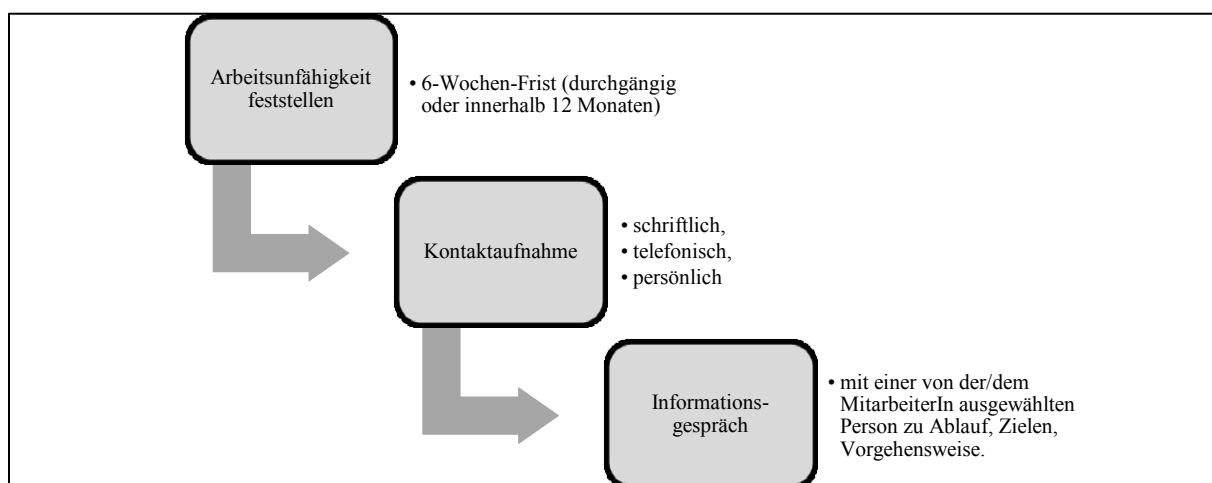 Arbeitsunfähigkeit
feststellen
• 6-Wochen-Frist (durchgängig
oder innerhalb 12 Monaten)
Kontaktaufnahme
• schriftlich,
• telefonisch,
• persönlich
Informations-
gespräch
• mit einer von der/dem
MitarbeiterIn ausgewählten
Person zu Ablauf, Zielen,
Vorgehensweise.